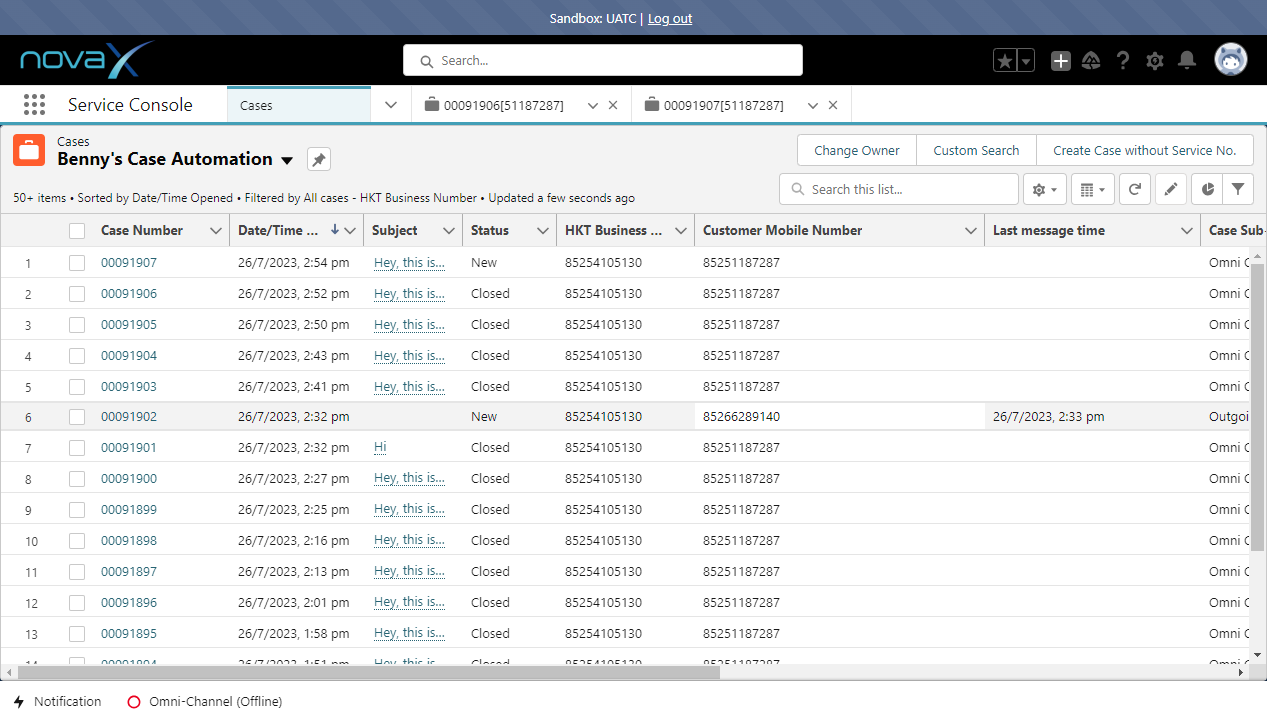 Sandbox: UATC | Log out
novaX
Search...
Service Console
Cases
00091906[51187287]
00091907[51187287]
Cases
Benny's Case Automation
Change Owner
Custom Search
Create Case without Service No.
50+ items • Sorted by Date/Time Opened • Filtered by All cases - HKT Business Number • Updated a few seconds ago
Search this list...
Case Number Date/Time ... Subject Status HKT Business ... Customer Mobile Number Last message time Case Sub-
1 00091907 26/7/2023, 2:54 pm Hey, this is... New 85254105130 85251187287 Omni C
2 00091906 26/7/2023, 2:52 pm Hey, this is... Closed 85254105130 85251187287 Omni C
3 00091905 26/7/2023, 2:50 pm Hey, this is... Closed 85254105130 85251187287 Omni C
4 00091904 26/7/2023, 2:43 pm Hey, this is... Closed 85254105130 85251187287 Omni C
5 00091903 26/7/2023, 2:41 pm Hey, this is... Closed 85254105130 85251187287 Omni C
6 00091902 26/7/2023, 2:32 pm New 85254105130 85266289140 26/7/2023, 2:33 pm Outgoi
7 00091901 26/7/2023, 2:32 pm Hi Closed 85254105130 85251187287 Omni C
8 00091900 26/7/2023, 2:27 pm Hey, this is... Closed 85254105130 85251187287 Omni C
9 00091899 26/7/2023, 2:25 pm Hey, this is... Closed 85254105130 85251187287 Omni C
10 00091898 26/7/2023, 2:16 pm Hey, this is... Closed 85254105130 85251187287 Omni C
11 00091897 26/7/2023, 2:13 pm Hey, this is... Closed 85254105130 85251187287 Omni C
12 00091896 26/7/2023, 2:01 pm Hey, this is... Closed 85254105130 85251187287 Omni C
13 00091895 26/7/2023, 1:58 pm Hey, this is... Closed 85254105130 85251187287 Omni C
14 00091894 26/7/2023, 1:51 pm Hey, this is... Closed 85254105130 85251187287 Omni C
Notification
Omni-Channel (Offline)